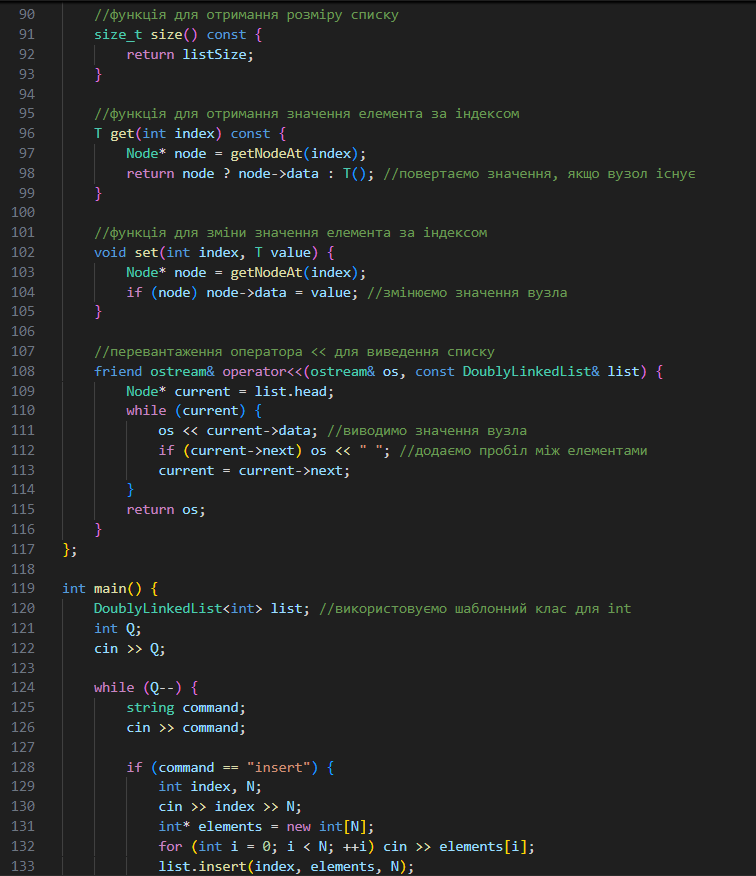 90 //функція для отримання розміру списку
91 size_t size() const {
92 return listSize;
93 }
94
95 //функція для отримання значення елемента за індексом
96 T get(int index) const {
97 Node* node = getNodeAt(index);
98 return node ? node->data : T(); //повертаємо значення, якщо вузол існує
99 }
100
101 //функція для зміни значення елемента за індексом
102 void set(int index, T value) {
103 Node* node = getNodeAt(index);
104 if (node) node->data = value; //змінюємо значення вузла
105 }
106
107 //перевантаження оператора << для виведення списку
108 friend ostream& operator<<(ostream& os, const DoublyLinkedList& list) {
109 Node* current = list.head;
110 while (current) {
111 os << current->data; //виводимо значення вузла
112 if (current->next) os << " "; //додаємо пробіл між елементами
113 current = current->next;
114 }
115 return os;
116 }
117 };
118
119 int main() {
120 DoublyLinkedList<int> list; //використовуємо шаблонний клас для int
121 int Q;
122 cin >> Q;
123
124 while (Q--) {
125 string command;
126 cin >> command;
127
128 if (command == "insert") {
129 int index, N;
130 cin >> index >> N;
131 int* elements = new int[N];
132 for (int i = 0; i < N; ++i) cin >> elements[i];
133 list.insert(index, elements, N);